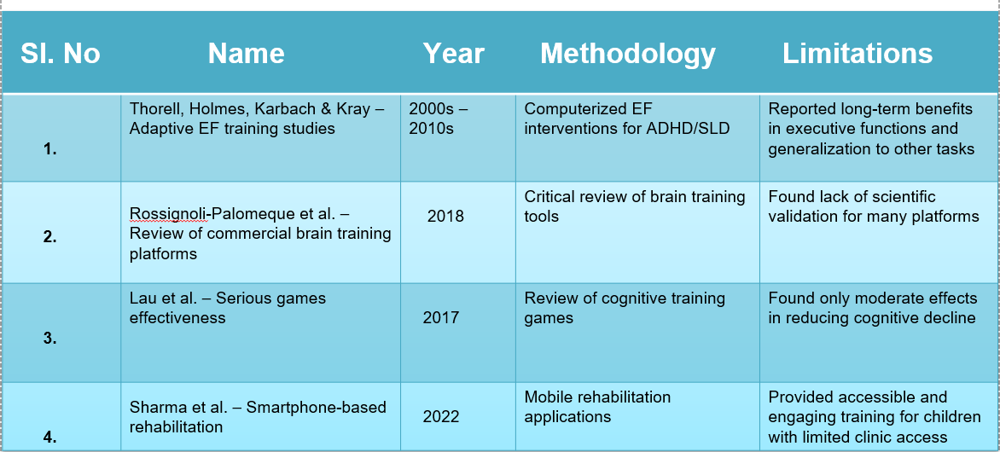 Sl. No Name Year Methodology Limitations
1.
Thorell, Holmes, Karbach & Kray –
Adaptive EF training studies
2000s –
2010s
Computerized EF
interventions for ADHD/SLD
Reported long-term benefits
in executive functions and
generalization to other tasks
2.
Rossignoli-Palomeque et al. –
Review of commercial brain training
platforms
2018
Critical review of brain training
tools
Found lack of scientific
validation for many platforms
3.
Lau et al. – Serious games
effectiveness
2017
Review of cognitive training
games
Found only moderate effects
in reducing cognitive decline
4.
Sharma et al. – Smartphone-based
rehabilitation
2022
Mobile rehabilitation
applications
Provided accessible and
engaging training for children
with limited clinic access